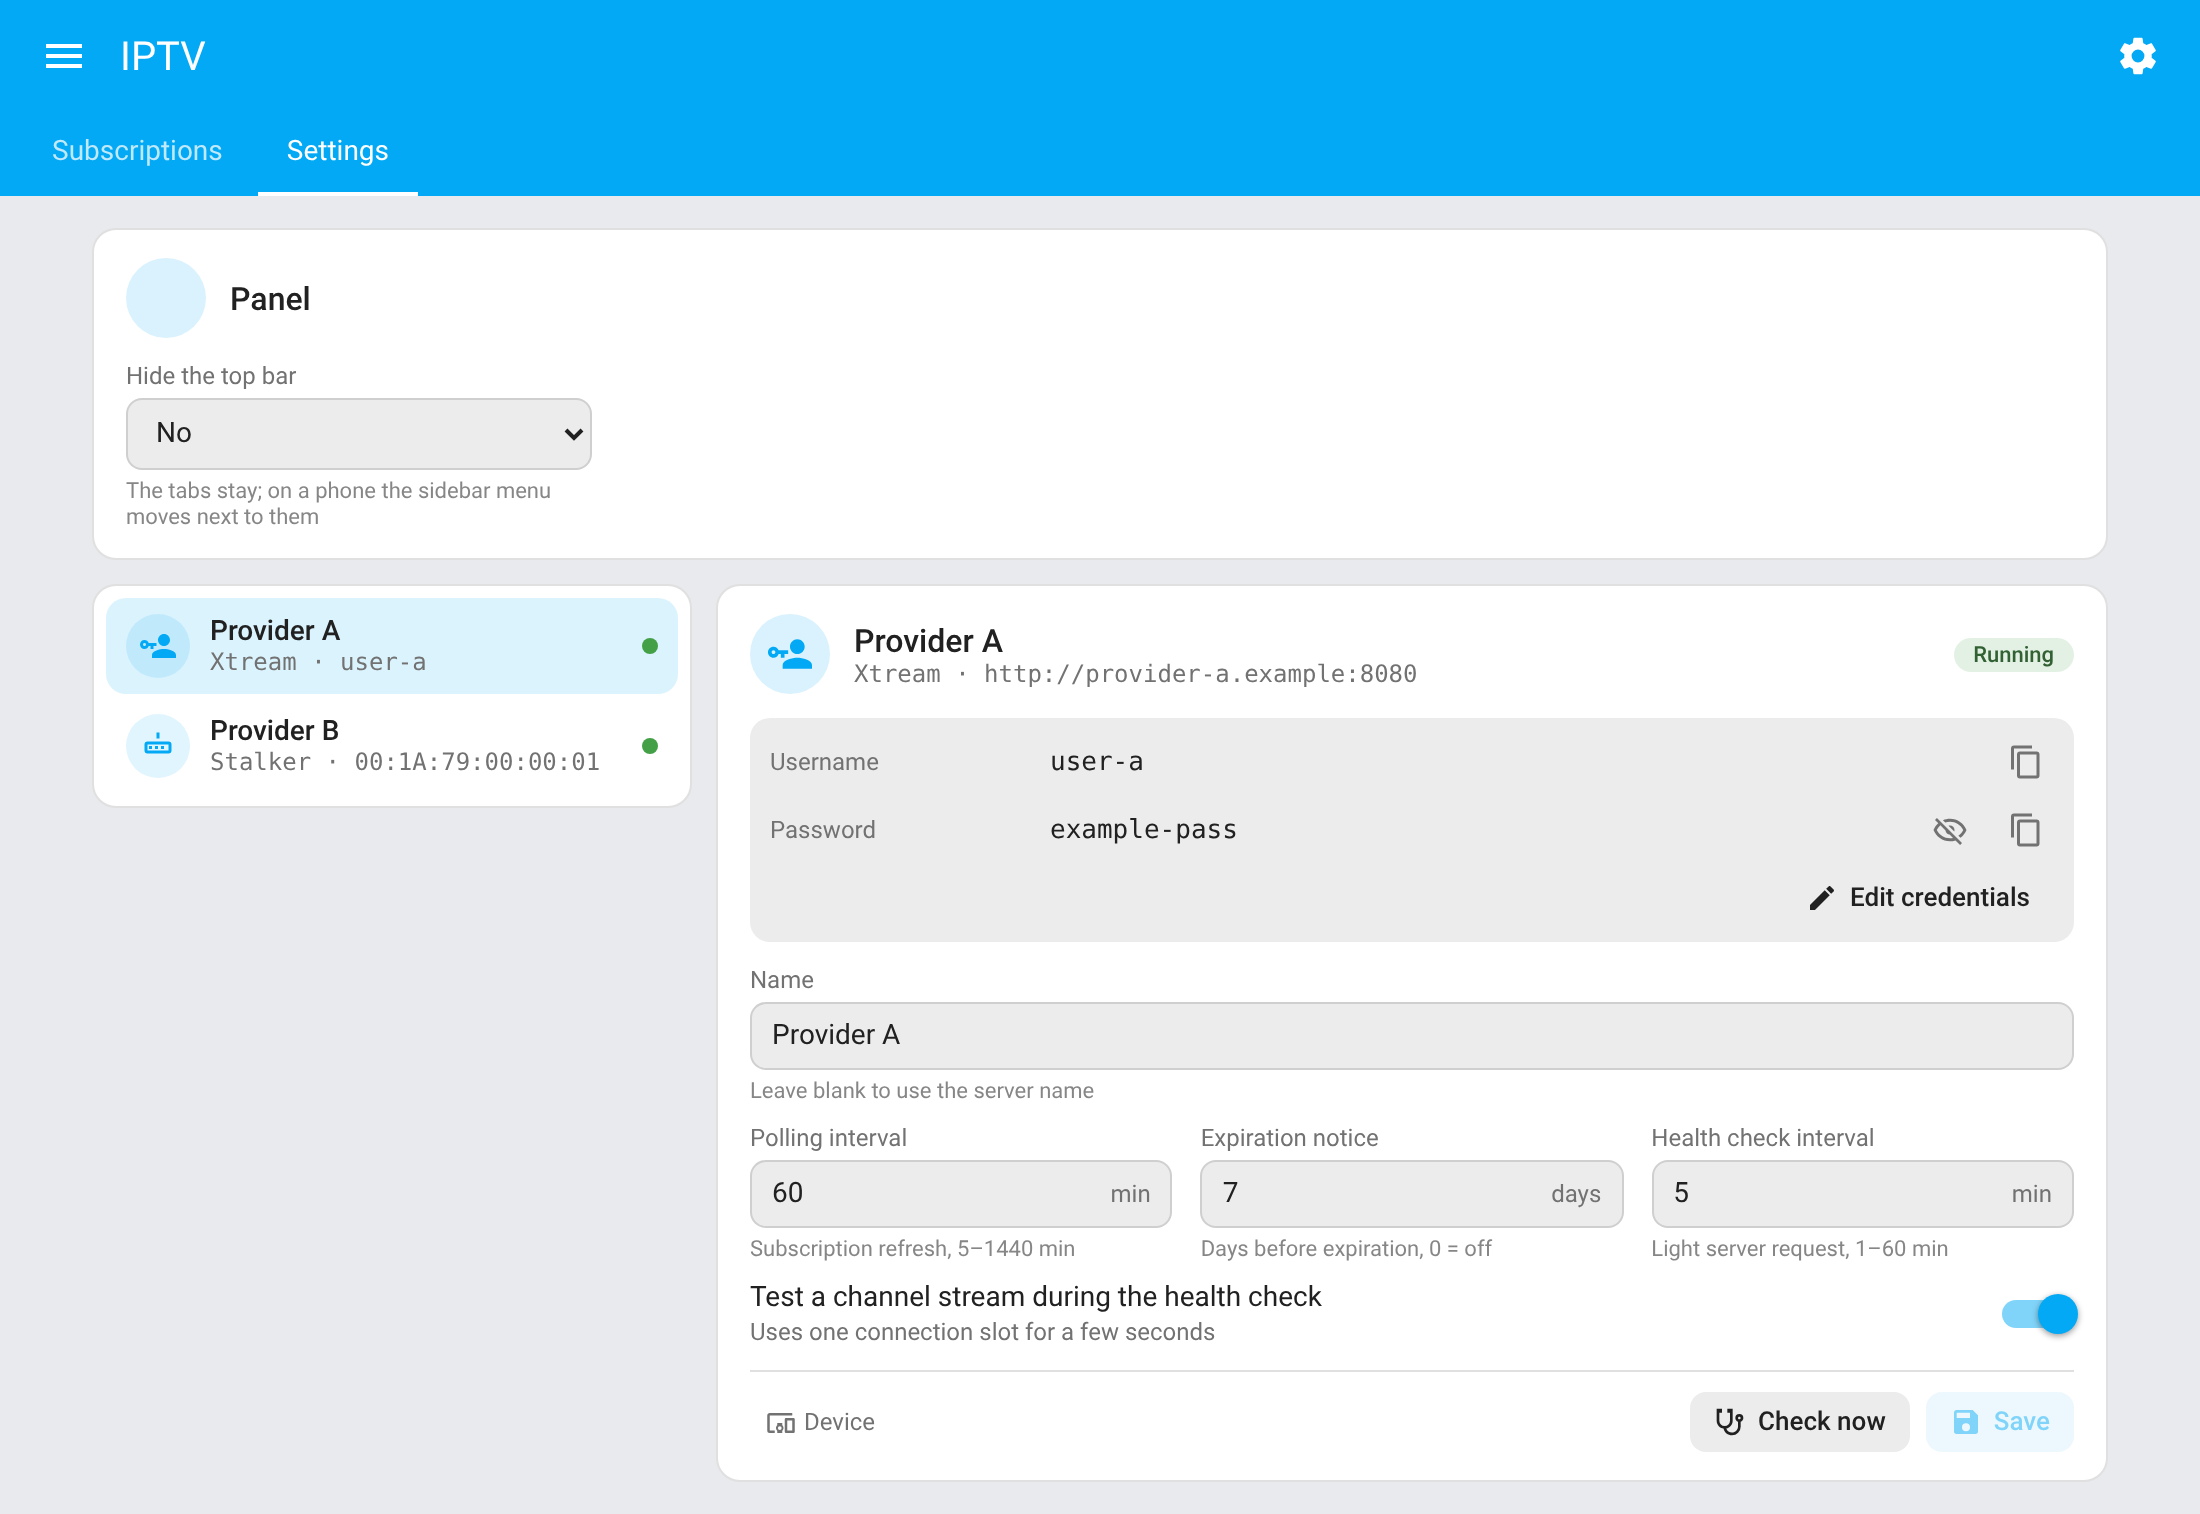 IPTV
Subscriptions
Settings
Panel
Hide the top bar
No
The tabs stay; on a phone the sidebar menu
moves next to them
Provider A
Xtream · user-a
Provider B
Stalker · 00:1A:79:00:00:01
Provider A
Xtream · http://provider-a.example:8080
Running
Username
user-a
Password
example-pass
Edit credentials
Name
Provider A
Leave blank to use the server name
Polling interval
60 min
Subscription refresh, 5–1440 min
Expiration notice
7 days
Days before expiration, 0 = off
Health check interval
5 min
Light server request, 1–60 min
Test a channel stream during the health check
Uses one connection slot for a few seconds
Device
Check now
Save